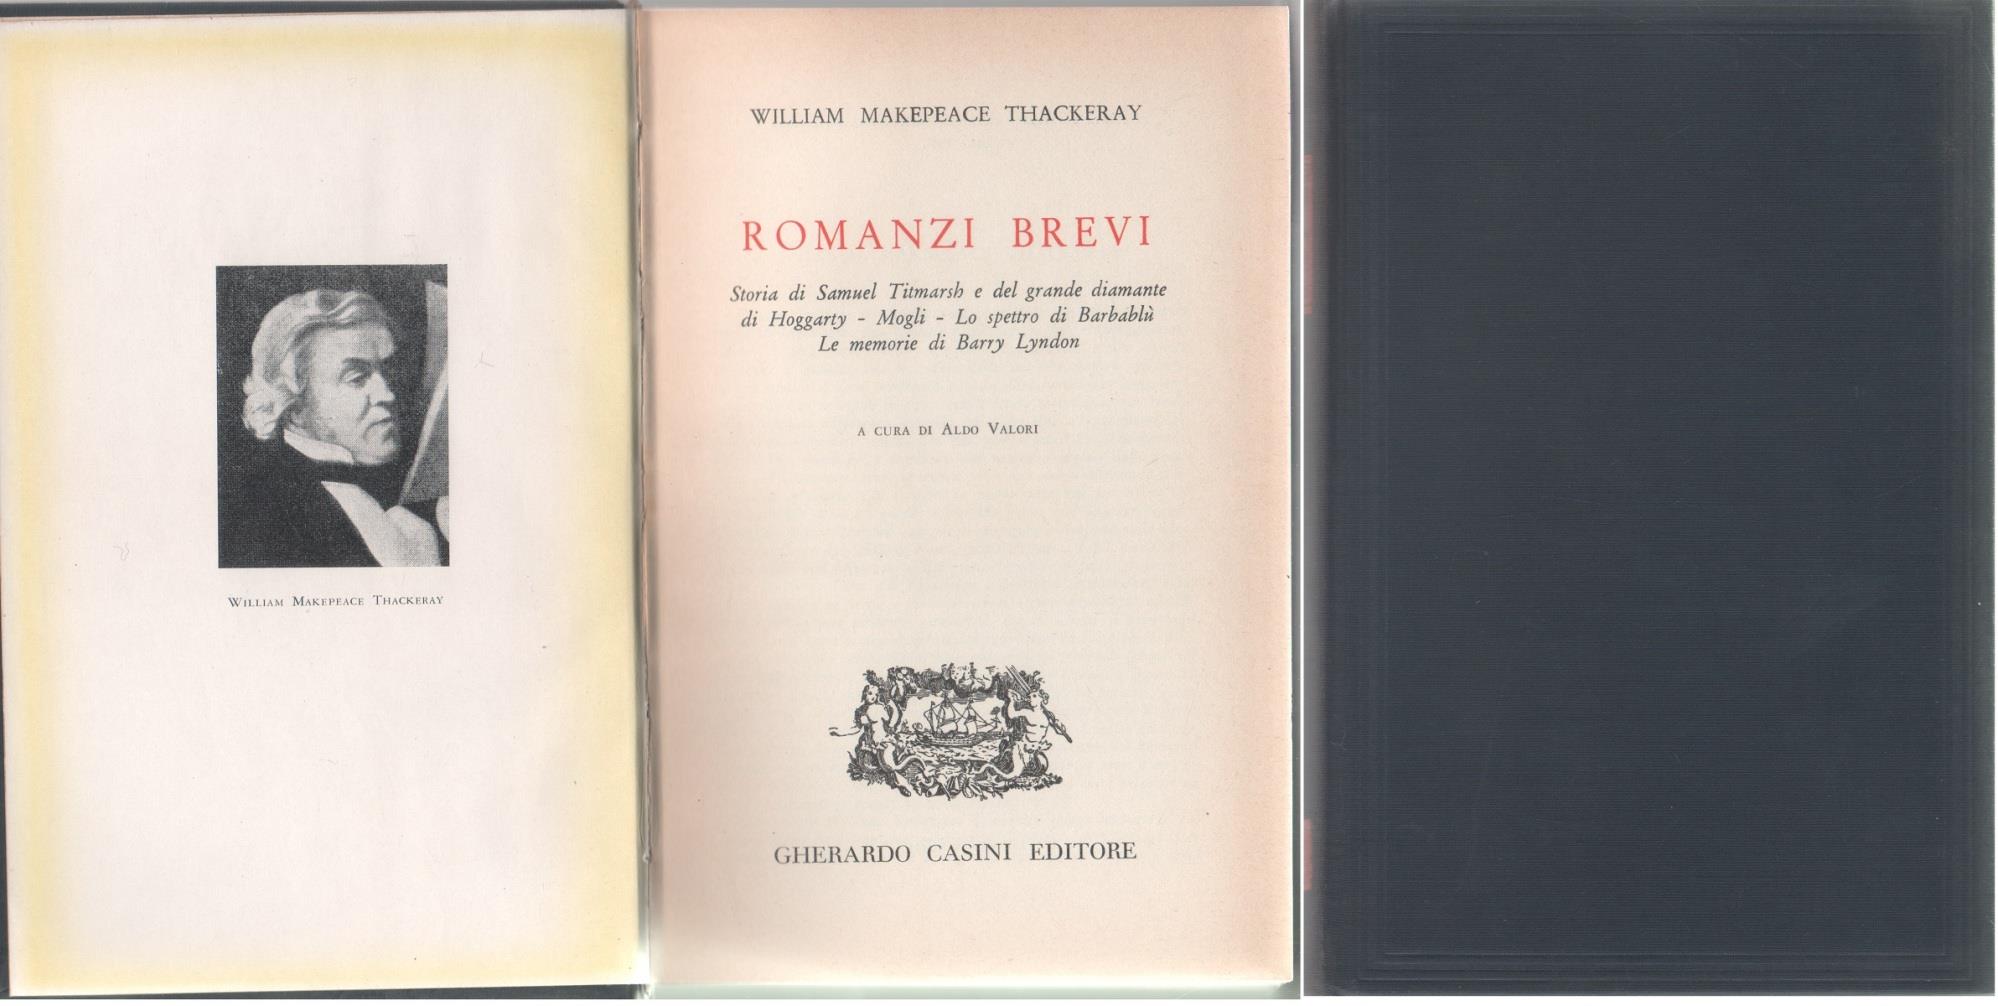 WILLIAM MAKEPEACE THACKERAY
WILLIAM MAKEPEACE THACKERAY
ROMANZI BREVI
Storia di Samuel Titmarsh e del grande diamante
di Hoggarty - Mogli - Lo spettro di Barbablù
Le memorie di Barry Lyndon
A CURA DI ALDO VALORI
GHERARDO CASINI EDITORE